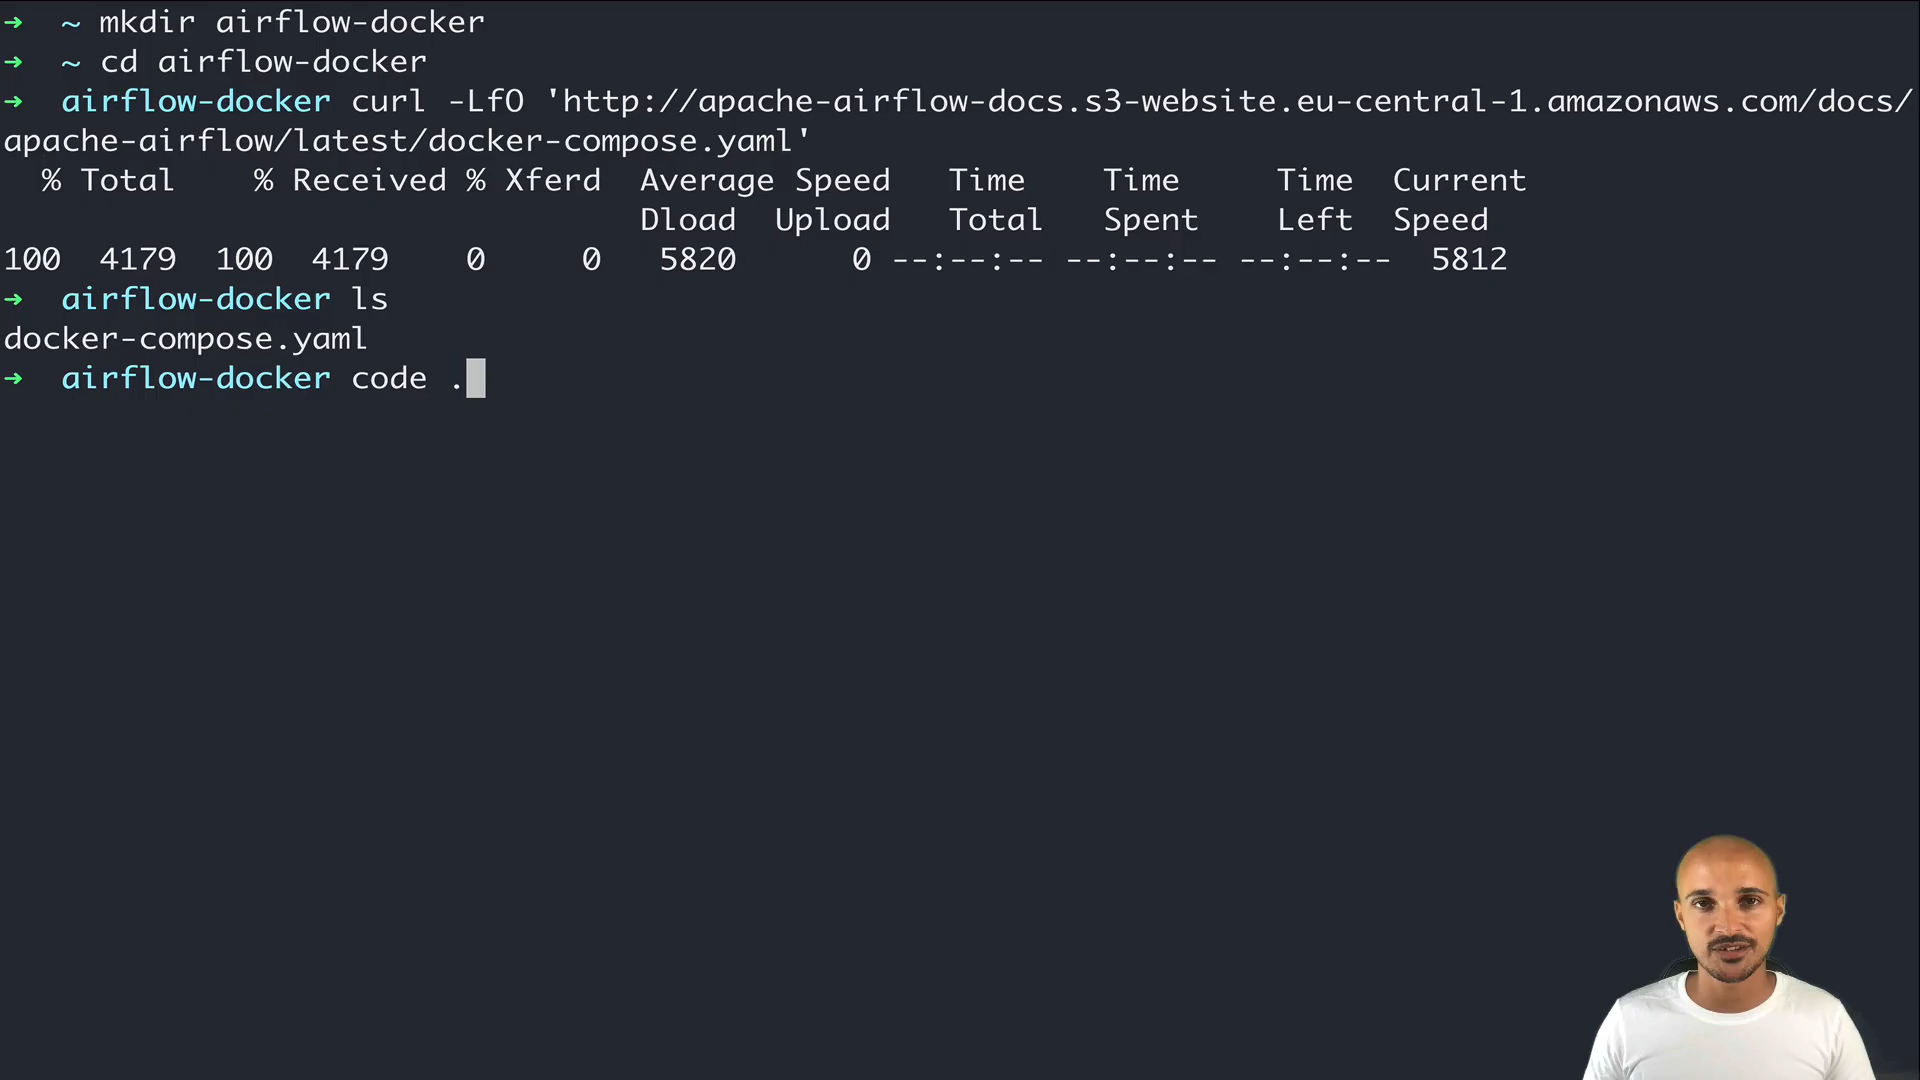 ➜  ~ mkdir airflow-docker
➜  ~ cd airflow-docker
➜  airflow-docker curl -LfO 'http://apache-airflow-docs.s3-website.eu-central-1.amazonaws.com/docs/
apache-airflow/latest/docker-compose.yaml'
  % Total    % Received % Xferd  Average Speed   Time    Time     Time  Current
                                 Dload  Upload   Total   Spent    Left  Speed
100  4179  100  4179    0     0   5820      0 --:--:-- --:--:-- --:--:--  5812
➜  airflow-docker ls
docker-compose.yaml
➜  airflow-docker code .